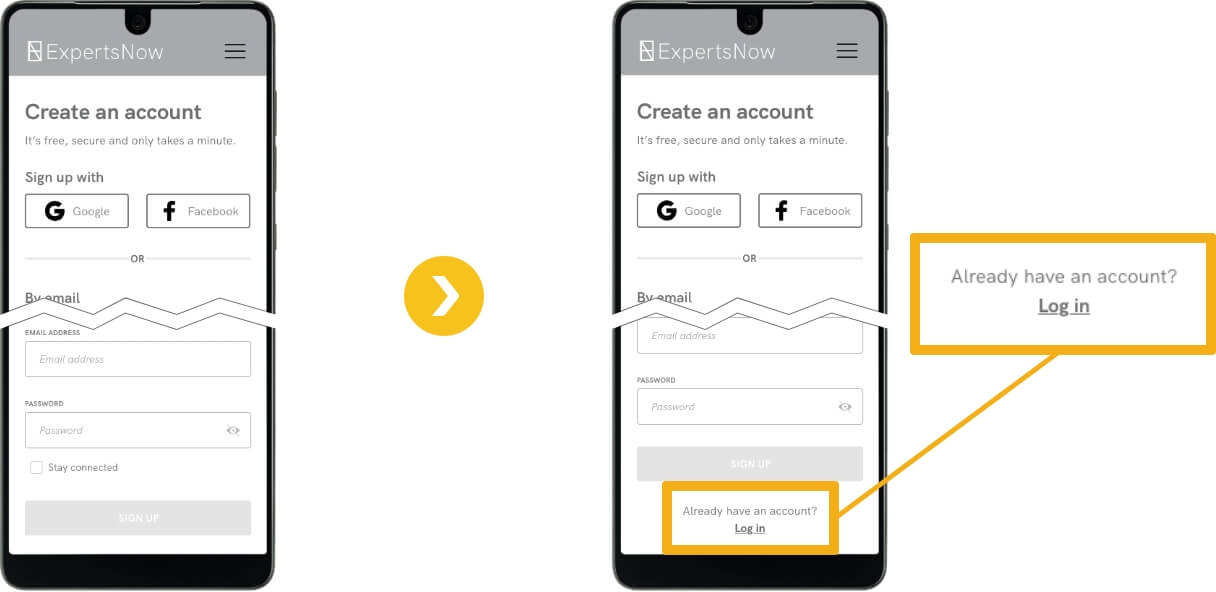 ExpertsNow
Create an account
It's free, secure and only takes a minute.
Sign up with
Google
Facebook
OR
By email
EMAIL ADDRESS
Email address
PASSWORD
Password
Stay connected
SIGN UP
ExpertsNow
Create an account
It's free, secure and only takes a minute.
Sign up with
Google
Facebook
OR
By email
Email address
PASSWORD
Password
SIGN UP
Already have an account?
Log in
Already have an account?
Log in